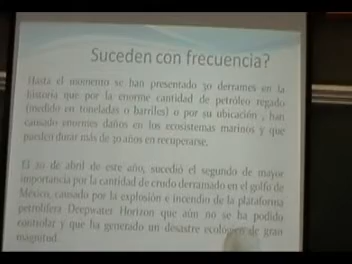 Suceden con frecuencia?
Hasta el momento se han presentado 30 derrames en la
historia que por la enorme cantidad de petróleo regado
(medido en toneladas o barriles) o por su ubicación , han
causado enormes daños en los ecosistemas marinos y que
pueden durar más de 30 años en recuperarse.
El 20 de abril de este año, sucedió el segundo de mayor
importancia por la cantidad de crudo derramado en el golfo de
México, causado por la explosión e incendio de la plataforma
petrolífera Deepwater Horizon que aún no se ha podido
controlar y que ha generado un desastre ecológico de gran
magnitud.